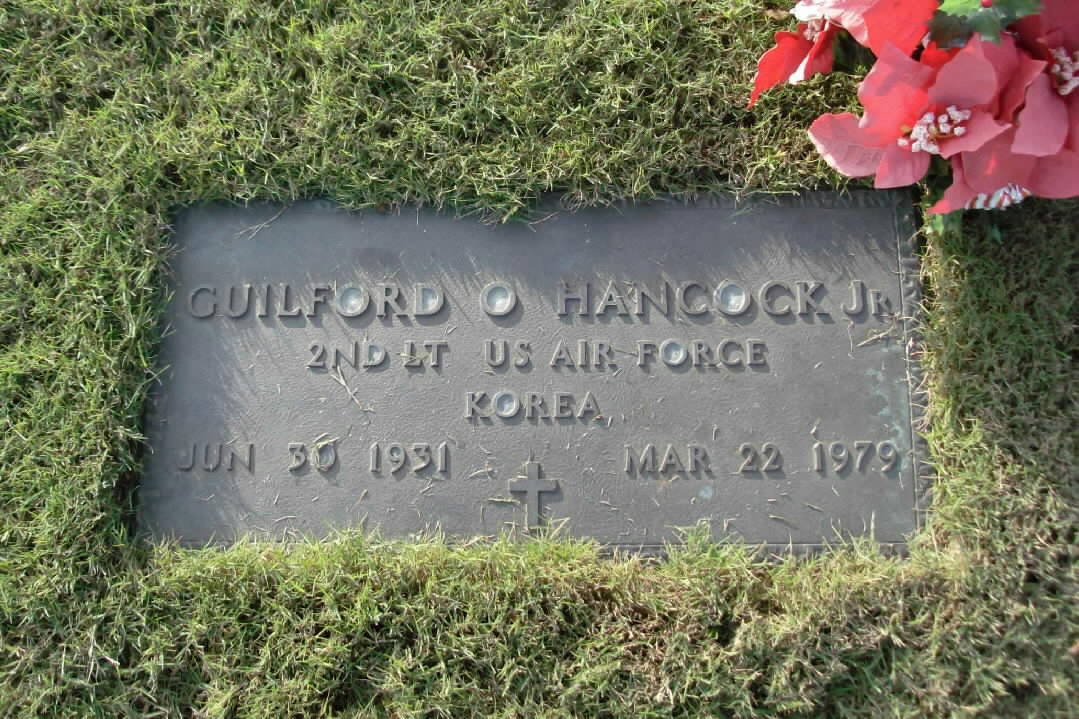 GUILFORD O HANCOCK JR
2ND LT US AIR FORCE
KOREA
JUN 30 1931 MAR 22 1979